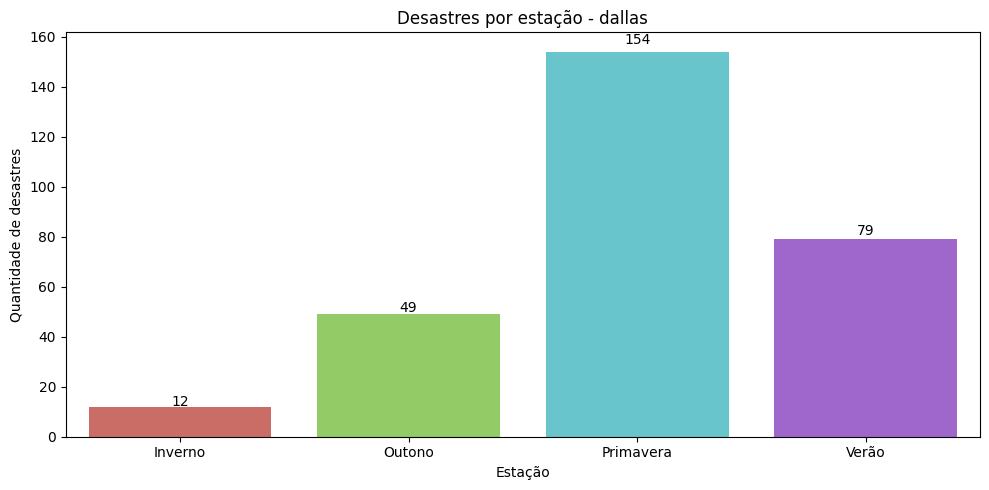 Desastres por estação - dallas
Quantidade de desastres
160
140
120
100
80
60
40
20
0
12
49
154
79
Inverno
Outono
Primavera
Verão
Estação